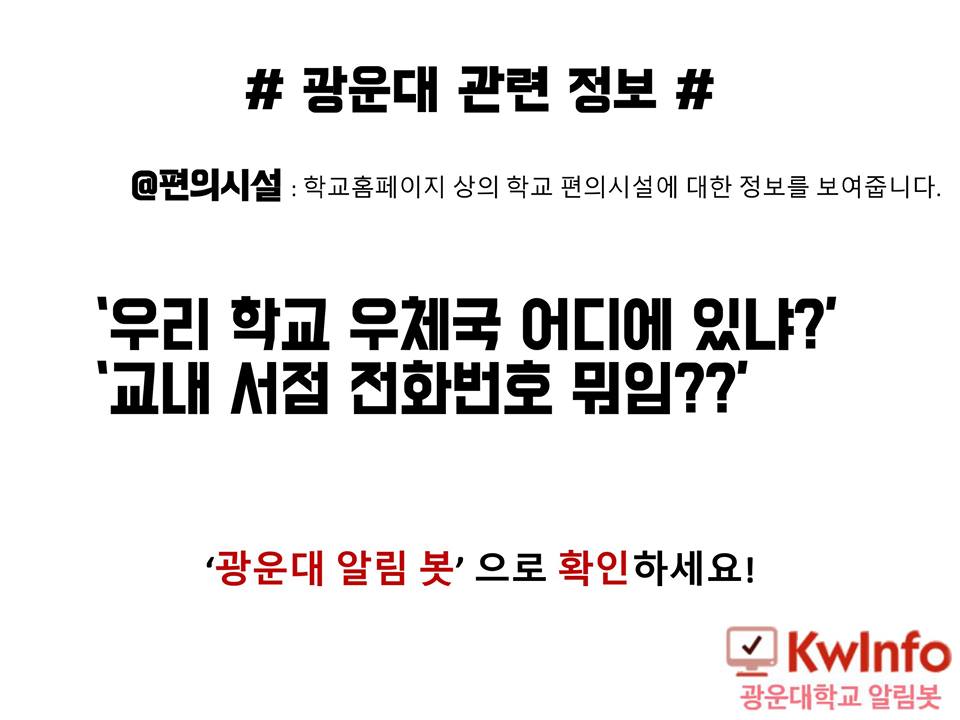 # 광운대 관련 정보 #
@편의시설 : 학교홈페이지 상의 학교 편의시설에 대한 정보를 보여줍니다.
‘우리 학교 우체국 어디에 있냐?’
‘교내 서점 전화번호 뭐임??’
‘광운대 알림 봇’ 으로 확인하세요!
KwInfo
광운대학교 알림봇